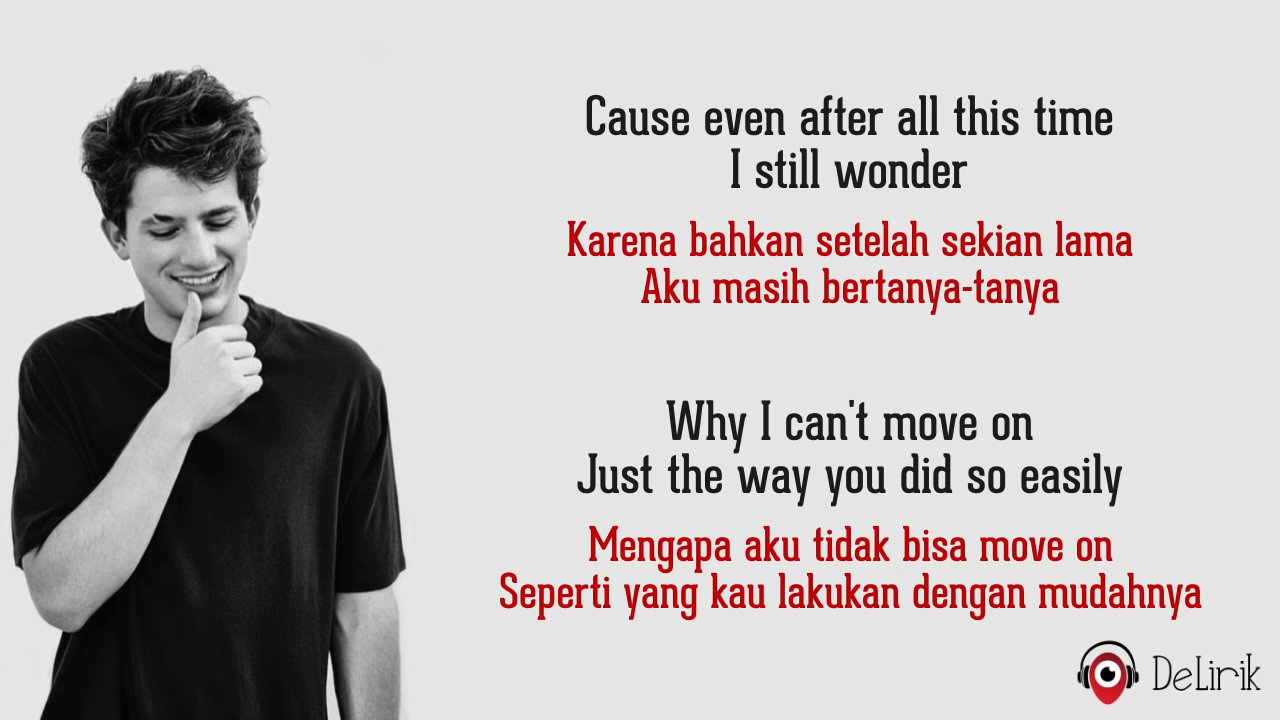 Cause even after all this time
I still wonder
Karena bahkan setelah sekian lama
Aku masih bertanya-tanya
Why I can't move on
Just the way you did so easily
Mengapa aku tidak bisa move on
Seperti yang kau lakukan dengan mudahnya
DeLirik